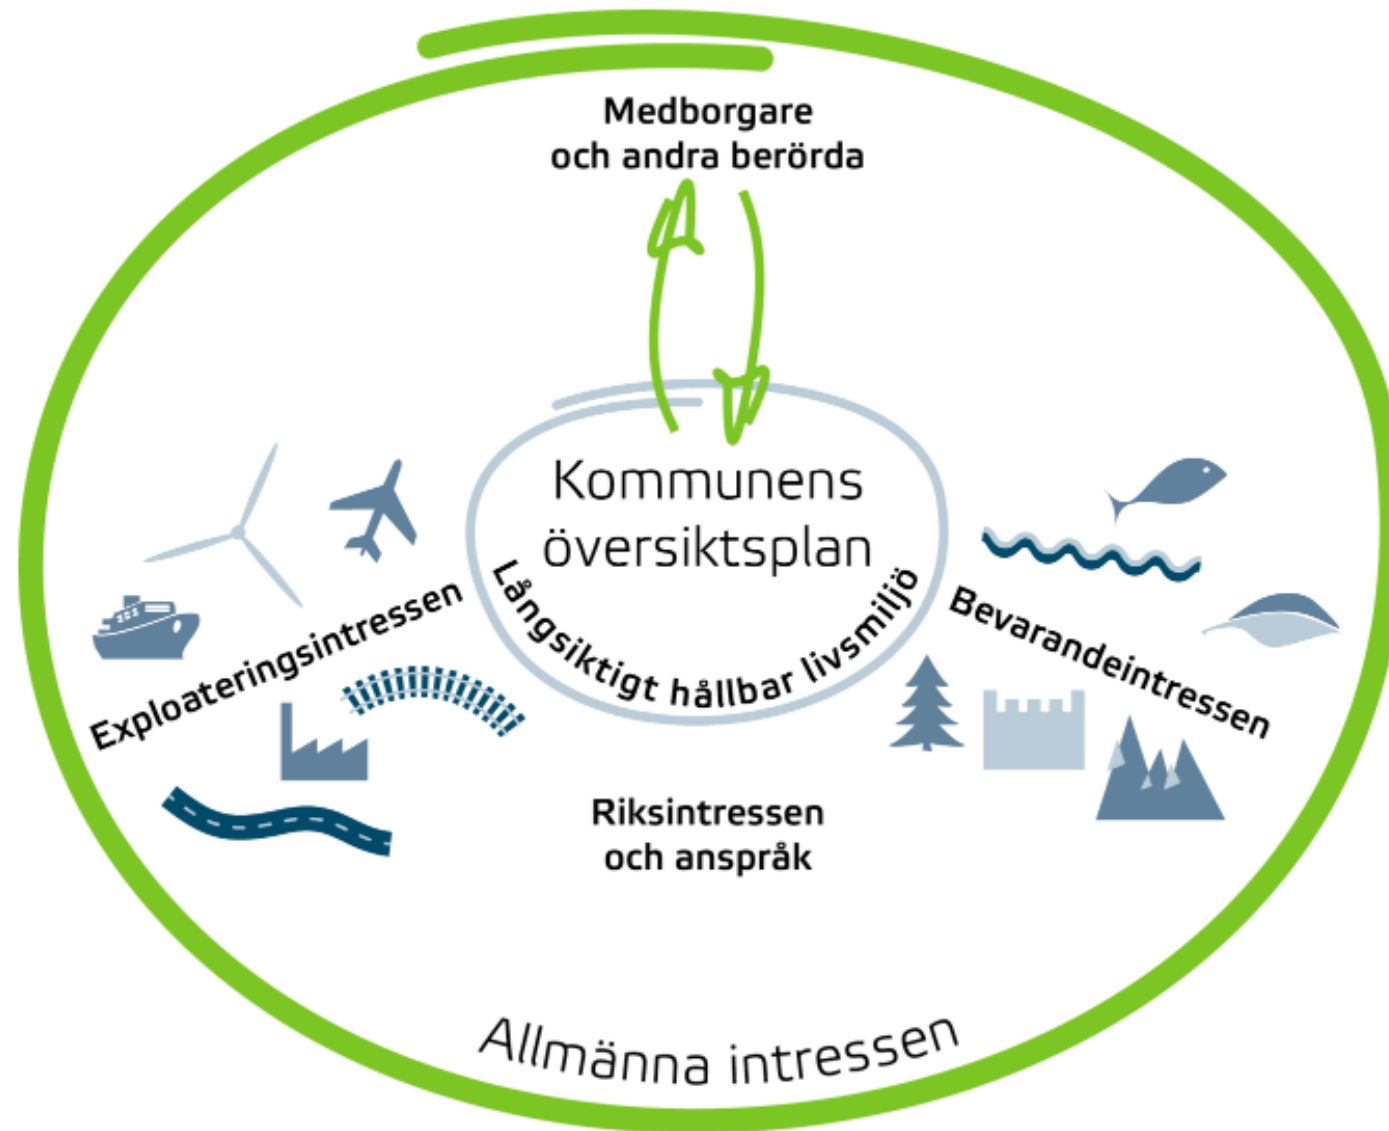 Medborgare
och andra berörda
Kommunens
översiktsplan
Långsiktigt hållbar livsmiljö
Exploateringsintressen
Bevarandeintressen
Riksintressen
och anspråk
Allmänna intressen